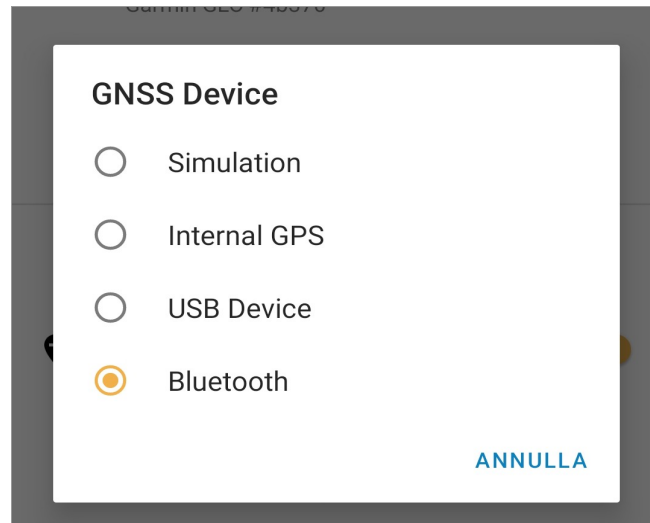 GNSS Device
Simulation
Internal GPS
USB Device
Bluetooth
ANNULLA